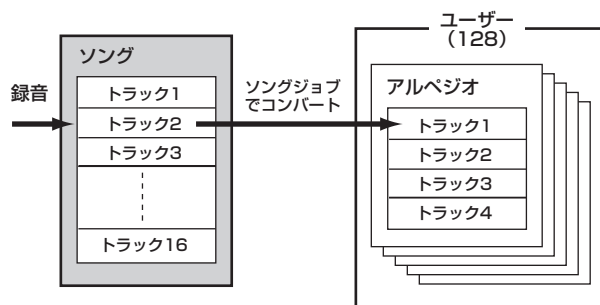 ユーザー
（128）
ソング
録音
トラック1
トラック2
トラック3
トラック16
ソングジョブ
でコンバート
アルペジオ
トラック1
トラック2
トラック3
トラック4